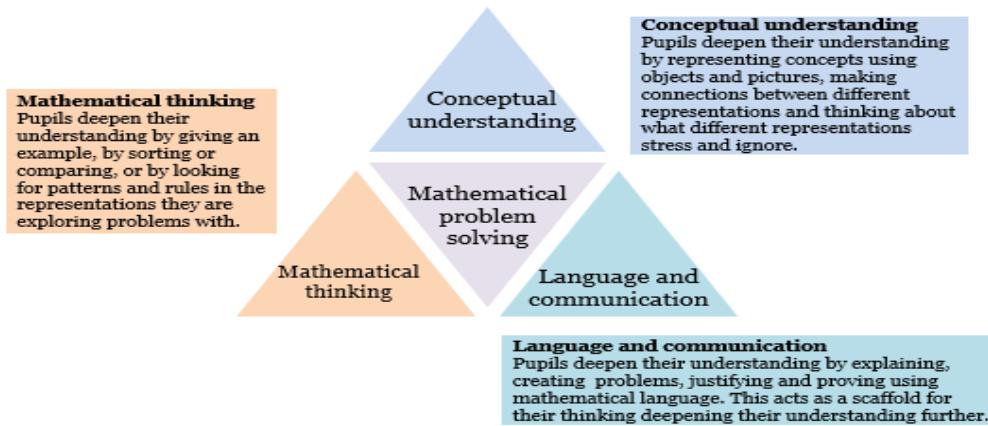 Conceptual understanding
Pupils deepen their understanding
by representing concepts using
objects and pictures, making
connections between different
representations and thinking about
what different representations
stress and ignore.
Mathematical thinking
Pupils deepen their
understanding by giving an
example, by sorting or
comparing, or by looking
for patterns and rules in the
representations they are
exploring problems with.
Conceptual
understanding
Mathematical
problem
solving
Mathematical
thinking
Language and
communication
Language and communication
Pupils deepen their understanding by explaining,
creating problems, justifying and proving using
mathematical language. This acts as a scaffold for
their thinking deepening their understanding further.